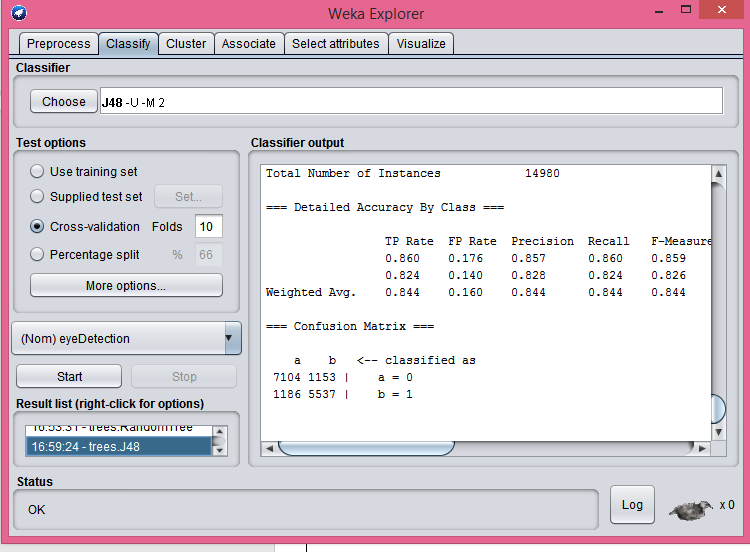 Weka Explorer
Preprocess Classify Cluster Associate Select attributes Visualize
Classifier
Choose J48 -U -M 2
Test options
Use training set
Supplied test set Set...
Cross-validation Folds 10
Percentage split % 66
More options...
(Nom) eyeDetection
Start Stop
Result list (right-click for options)
16:53:31 - trees.RandomTree
16:59:24 - trees.J48
Classifier output
Total Number of Instances 14980
=== Detailed Accuracy By Class ===
TP Rate FP Rate Precision Recall F-Measure
0.860 0.176 0.857 0.860 0.859
0.824 0.140 0.828 0.824 0.826
Weighted Avg. 0.844 0.160 0.844 0.844 0.844
=== Confusion Matrix ===
a b <-- classified as
7104 1153 | a = 0
1186 5537 | b = 1
Status
OK
Log x 0